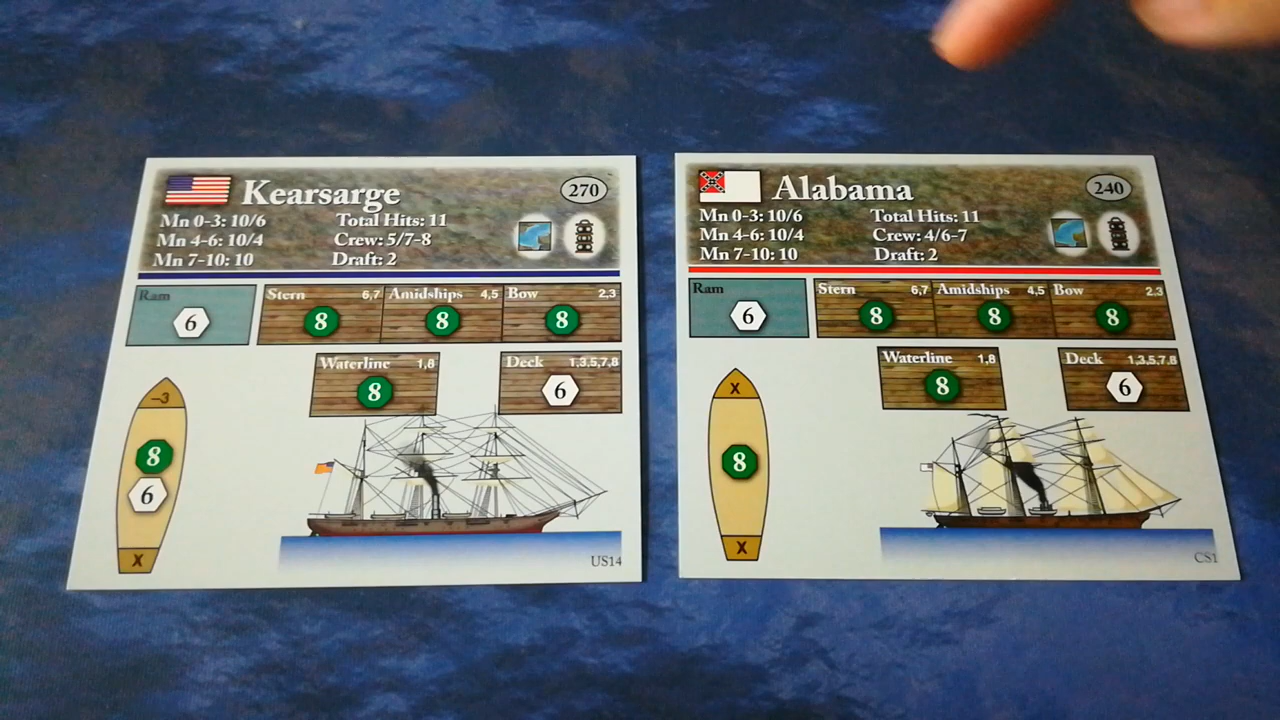 Kearsarge 270
Mn 0-3: 10/6 Total Hits: 11
Mn 4-6: 10/4 Crew: 5/7-8
Mn 7-10: 10 Draft: 2
Ram Stern 6,7 Amidships 4,5 Bow 2,3
6 8 8 8
Waterline 1,8 Deck 1,3,5,7,8
8 6
-3
8
6
X
US14
Alabama 240
Mn 0-3: 10/6 Total Hits: 11
Mn 4-6: 10/4 Crew: 4/6-7
Mn 7-10: 10 Draft: 2
Ram Stern 6,7 Amidships 4,5 Bow 2,3
6 8 8 8
Waterline 1,8 Deck 1,3,5,7,8
8 6
X
8
X
CS1